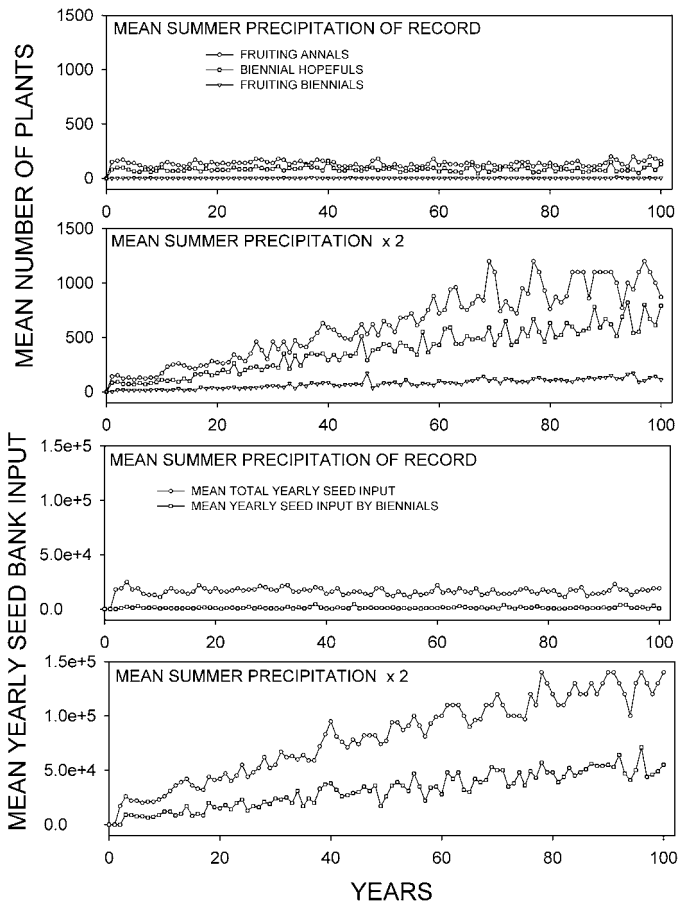 MEAN NUMBER OF PLANTS
1500
1000
500
0
MEAN SUMMER PRECIPITATION OF RECORD
FRUITING ANNALS
BIENNIAL HOPEFULS
FRUITING BIENNIALS
0 20 40 60 80 100
1500
1000
500
0
MEAN SUMMER PRECIPITATION x 2
0 20 40 60 80 100
MEAN YEARLY SEED BANK INPUT
1.5e+5
1.0e+5
5.0e+4
0.0
MEAN SUMMER PRECIPITATION OF RECORD
MEAN TOTAL YEARLY SEED INPUT
MEAN YEARLY SEED INPUT BY BIENNIALS
0 20 40 60 80 100
1.5e+5
1.0e+5
5.0e+4
0.0
MEAN SUMMER PRECIPITATION x 2
0 20 40 60 80 100
YEARS